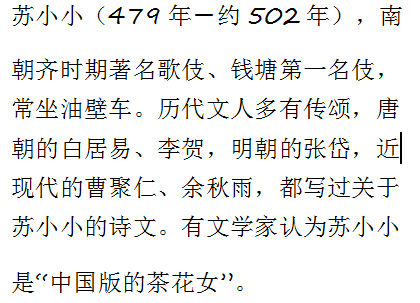 苏小小（479 年－约 502 年），南
朝齐时期著名歌伎、钱塘第一名伎，
常坐油壁车。历代文人多有传颂，唐
朝的白居易、李贺，明朝的张岱，近
现代的曹聚仁、余秋雨，都写过关于
苏小小的诗文。有文学家认为苏小小
是“中国版的茶花女”。